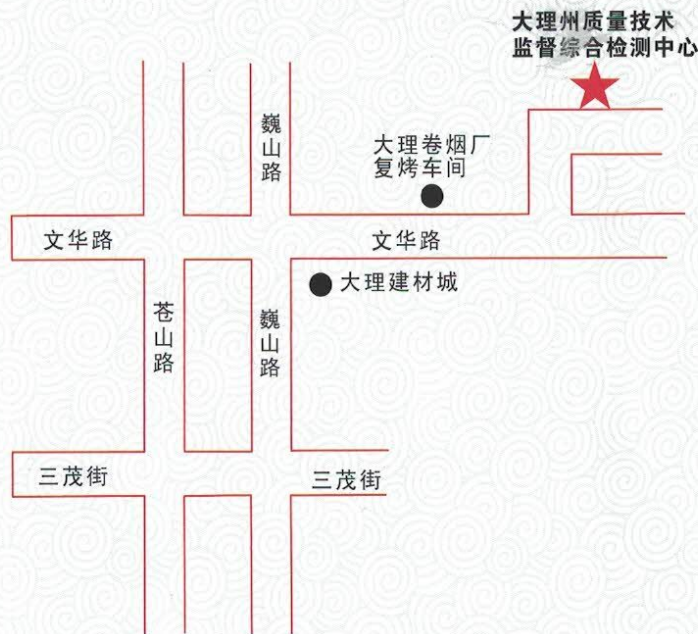 大理州质量技术
监督综合检测中心
巍山路
大理卷烟厂
复烤车间
文华路
文华路
大理建材城
苍山路
巍山路
三茂街
三茂街